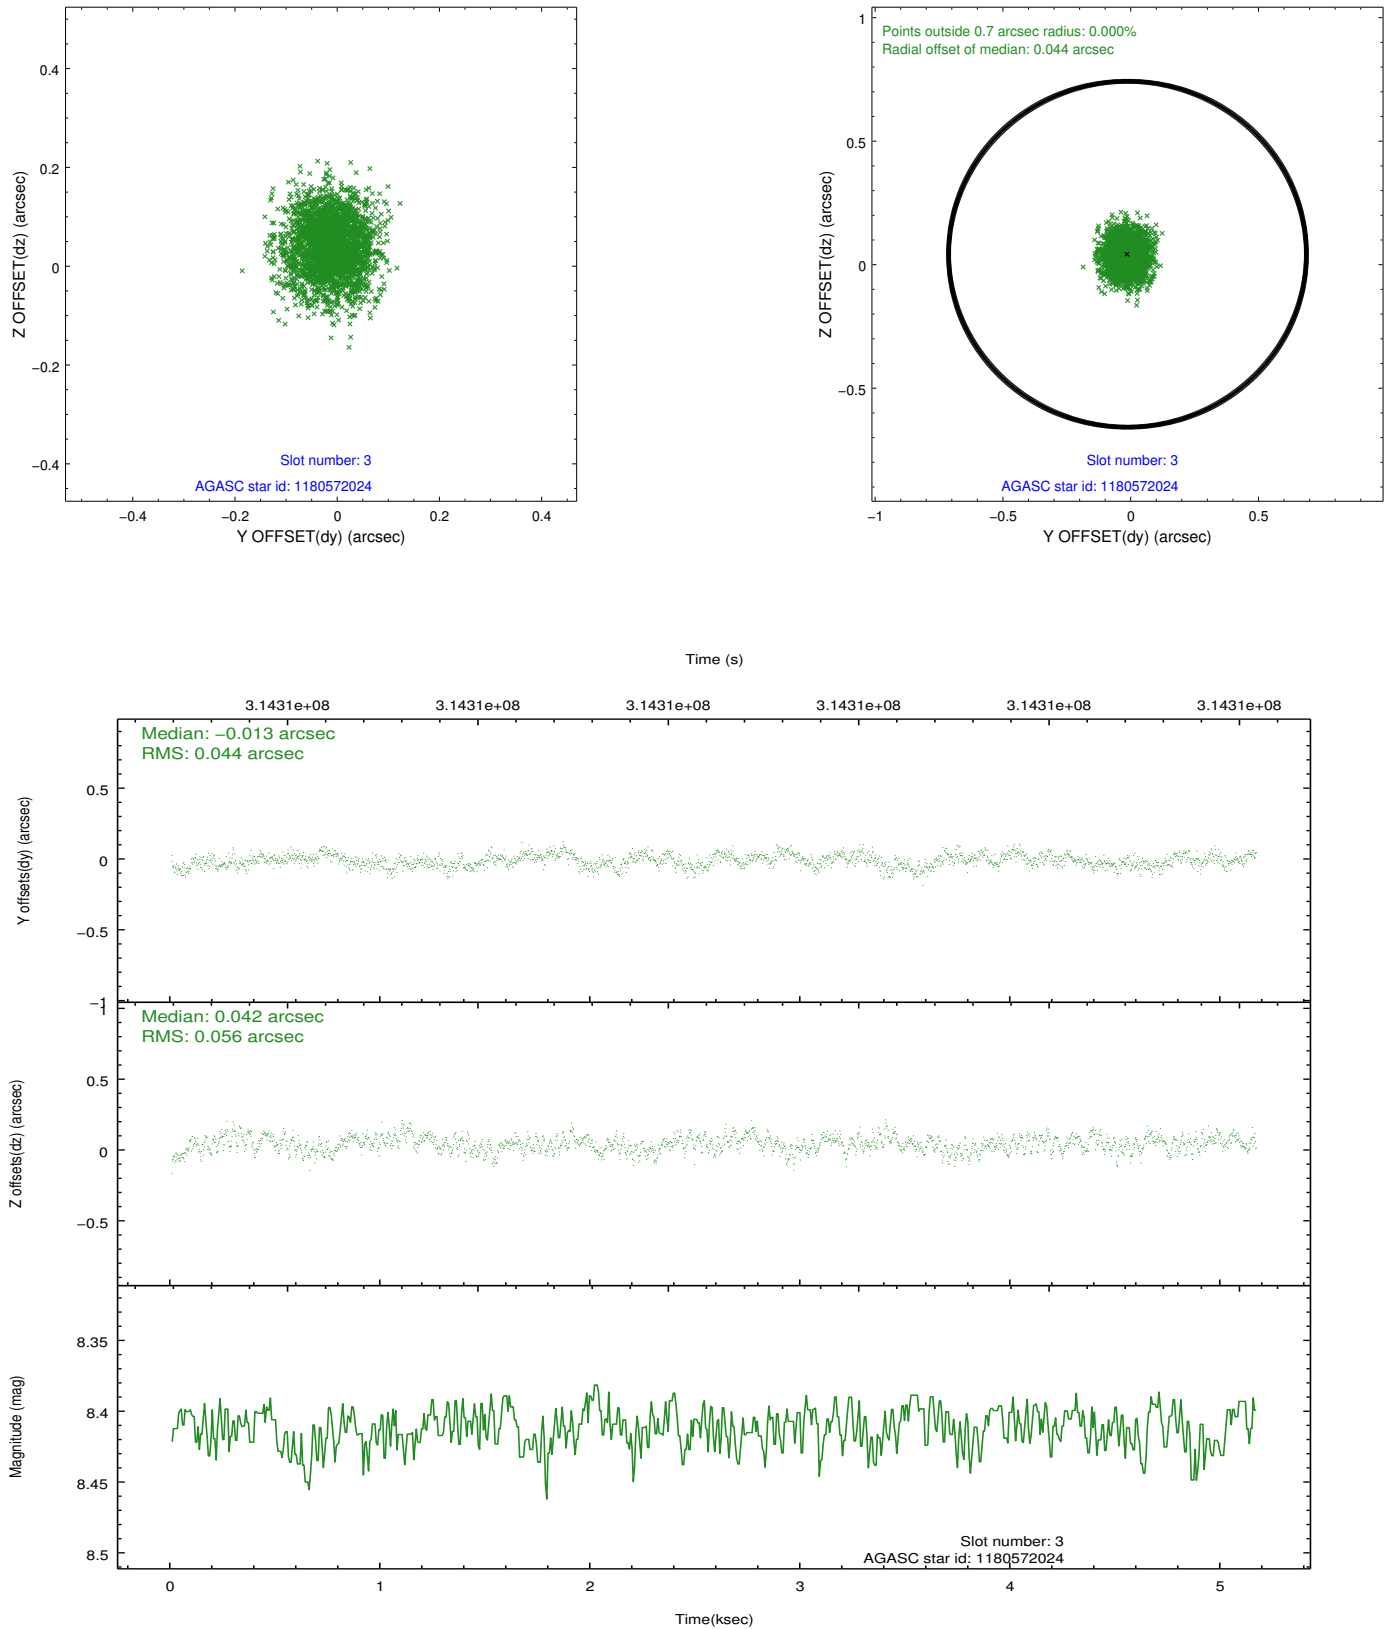 0.4
0.2
0
−0.2
−0.4
Z OFFSET(dz) (arcsec)
Slot number: 3
AGASC star id: 1180572024
−0.4 −0.2 0 0.2 0.4
Y OFFSET(dy) (arcsec)
Points outside 0.7 arcsec radius: 0.000%
Radial offset of median: 0.044 arcsec
1
0.5
0
−0.5
Z OFFSET(dz) (arcsec)
Slot number: 3
AGASC star id: 1180572024
−1 −0.5 0 0.5
Y OFFSET(dy) (arcsec)
Time (s)
3.1431e+08 3.1431e+08 3.1431e+08 3.1431e+08 3.1431e+08 3.1431e+08
Median: −0.013 arcsec
RMS: 0.044 arcsec
0.5
0
−0.5
−1
Y offsets(dy) (arcsec)
Median: 0.042 arcsec
RMS: 0.056 arcsec
1
0.5
0
−0.5
Z offsets(dz) (arcsec)
8.35
8.4
8.45
8.5
Magnitude (mag)
Slot number: 3
AGASC star id: 1180572024
0 1 2 3 4 5
Time(ksec)